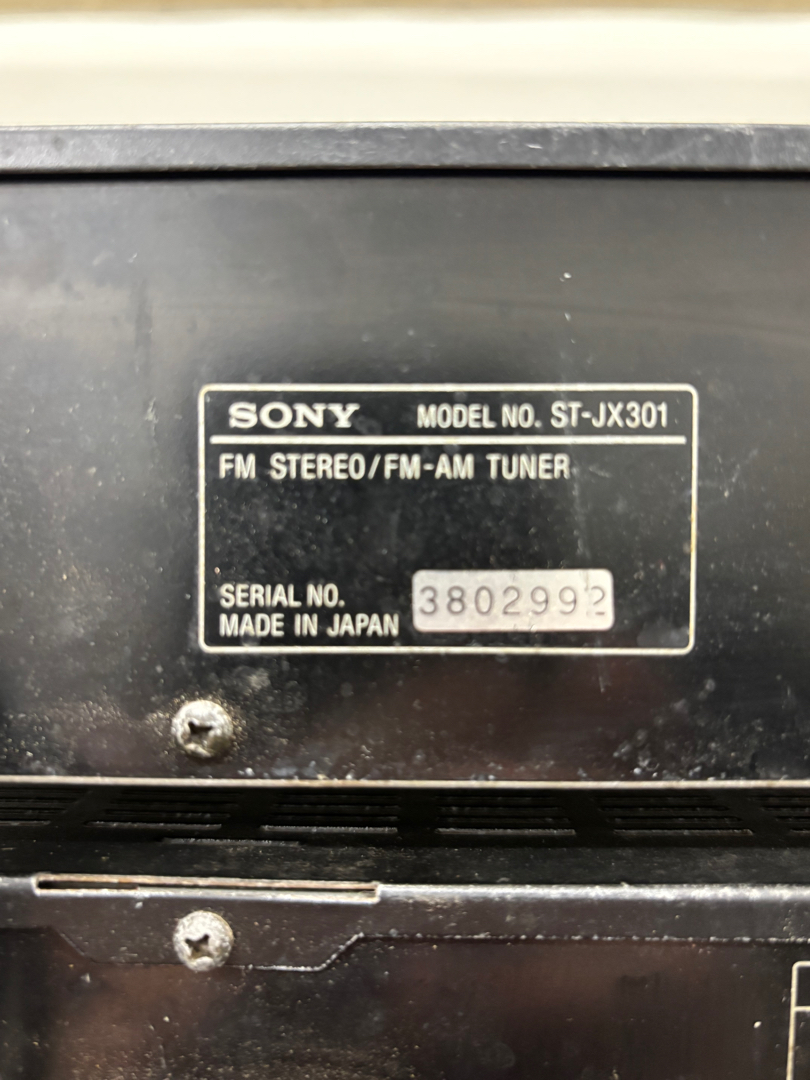 SONY MODEL NO. ST-JX301
FM STEREO/FM-AM TUNER
SERIAL NO. 3802992
MADE IN JAPAN